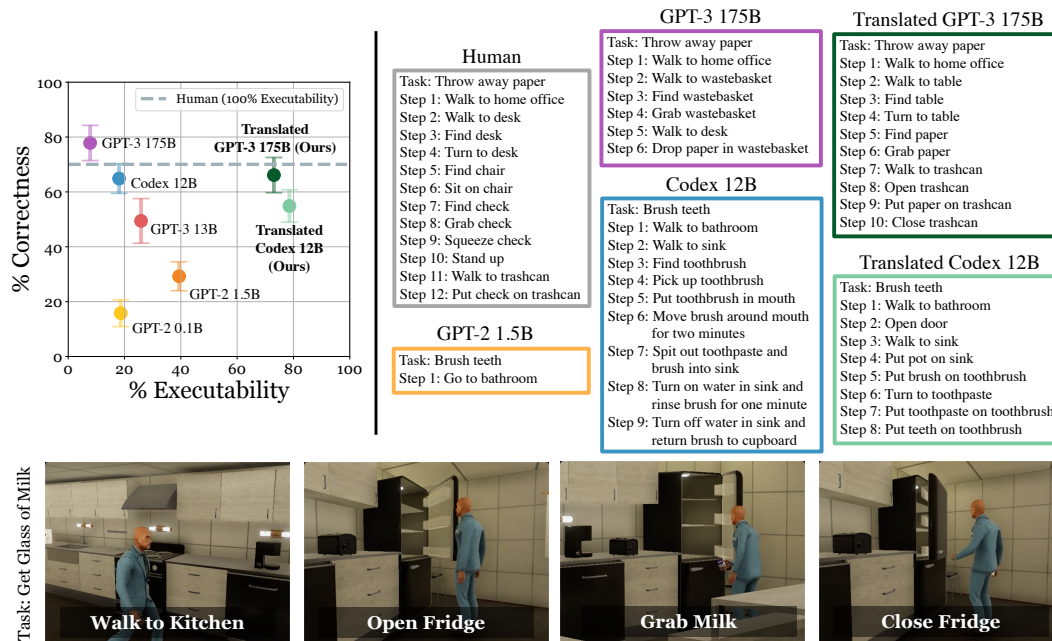 100
80
60
40
20
0
0
20
40
60
80
100
% Correctness
% Executability
Human (100% Executability)
GPT-3 175B
Codex 12B
GPT-3 13B
GPT-2 1.5B
GPT-2 0.1B
Translated
GPT-3 175B
(Ours)
Translated
Codex 12B
(Ours)
Human
Task: Throw away paper
Step 1: Walk to home office
Step 2: Walk to desk
Step 3: Find desk
Step 4: Turn to desk
Step 5: Find chair
Step 6: Sit on chair
Step 7: Find check
Step 8: Grab check
Step 9: Squeeze check
Step 10: Stand up
Step 11: Walk to trashcan
Step 12: Put check on trashcan
GPT-2 1.5B
Task: Brush teeth
Step 1: Go to bathroom
GPT-3 175B
Task: Throw away paper
Step 1: Walk to home office
Step 2: Walk to wastebasket
Step 3: Find wastebasket
Step 4: Grab wastebasket
Step 5: Walk to desk
Step 6: Drop paper in wastebasket
Codex 12B
Task: Brush teeth
Step 1: Walk to bathroom
Step 2: Walk to sink
Step 3: Find toothbrush
Step 4: Pick up toothbrush
Step 5: Put toothbrush in mouth
Step 6: Move brush around mouth
for two minutes
Step 7: Spit out toothpaste and
brush into sink
Step 8: Turn on water in sink and
rinse brush for one minute
Step 9: Turn off water in sink and
return brush to cupboard
Translated GPT-3 175B
Task: Throw away paper
Step 1: Walk to home office
Step 2: Walk to table
Step 3: Find table
Step 4: Turn to table
Step 5: Find paper
Step 6: Grab paper
Step 7: Walk to trashcan
Step 8: Open trashcan
Step 9: Put paper on trashcan
Step 10: Close trashcan
Translated Codex 12B
Task: Brush teeth
Step 1: Walk to bathroom
Step 2: Open door
Step 3: Walk to sink
Step 4: Put pot on sink
Step 5: Put brush on toothbrush
Step 6: Turn to toothpaste
Step 7: Put toothpaste on toothbrush
Step 8: Put teeth on toothbrush
Task: Get Glass of Milk
Walk to Kitchen
Open Fridge
Grab Milk
Close Fridge